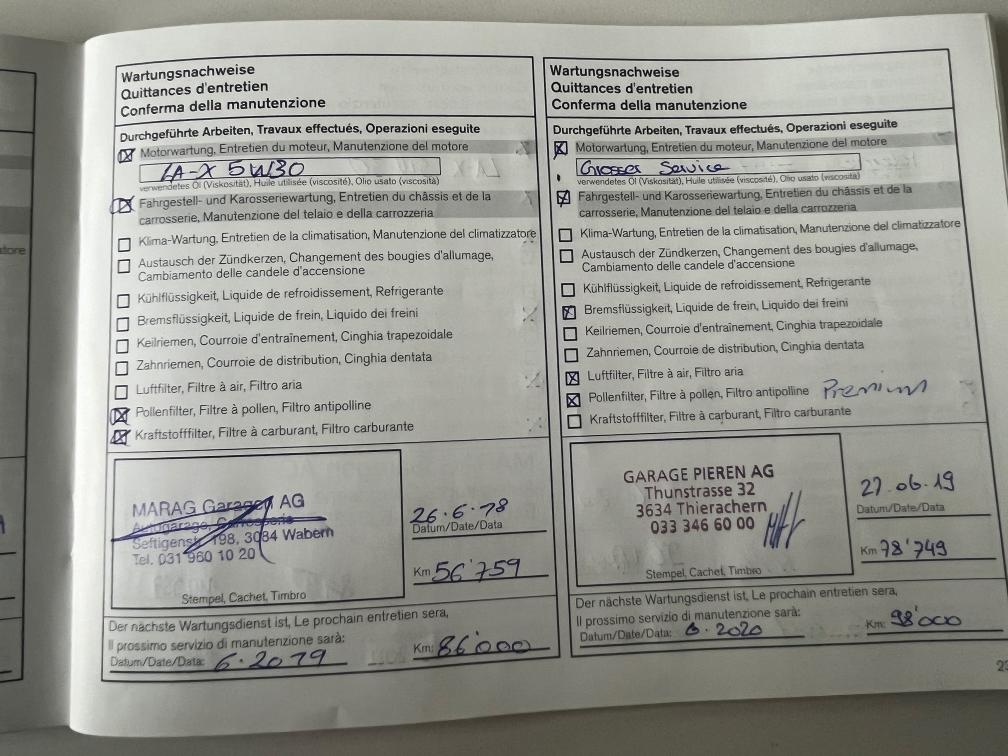 Wartungsnachweise
Quittances d'entretien
Conferma della manutenzione
Durchgeführte Arbeiten, Travaux effectués, Operazioni eseguite
Motorwartung, Entretien du moteur, Manutenzione del motore
LA-X 5W30
verwendetes Öl (Viskosität), Huile utilisée (viscosité), Olio usato (viscosità)
Fahrgestell- und Karosseriewartung, Entretien du châssis et de la
carrosserie, Manutenzione del telaio e della carrozzeria
Klima-Wartung, Entretien de la climatisation, Manutenzione del climatizzatore
Austausch der Zündkerzen, Changement des bougies d'allumage,
Cambiamento delle candele d'accensione
Kühlflüssigkeit, Liquide de refroidissement, Refrigerante
Bremsflüssigkeit, Liquide de frein, Liquido dei freini
Keilriemen, Courroie d'entraînement, Cinghia trapezoidale
Zahnriemen, Courroie de distribution, Cinghia dentata
Luftfilter, Filtre à air, Filtro aria
Pollenfilter, Filtre à pollen, Filtro antipolline
Kraftstofffilter, Filtre à carburant, Filtro carburante
MARAG Garagen AG
Autogarage, Carrosserie
Seftigenstr. 198, 3084 Wabern
Tel. 031 960 10 20
Stempel, Cachet, Timbro
26.6.18
Datum/Date/Data
Km 56'759
Der nächste Wartungsdienst ist, Le prochain entretien sera,
Il prossimo servizio di manutenzione sarà:
Datum/Date/Data: 6.2019 Km: 86'000
Wartungsnachweise
Quittances d'entretien
Conferma della manutenzione
Durchgeführte Arbeiten, Travaux effectués, Operazioni eseguite
Motorwartung, Entretien du moteur, Manutenzione del motore
Grosser Service
verwendetes Öl (Viskosität), Huile utilisée (viscosité), Olio usato (viscosità)
Fahrgestell- und Karosseriewartung, Entretien du châssis et de la
carrosserie, Manutenzione del telaio e della carrozzeria
Klima-Wartung, Entretien de la climatisation, Manutenzione del climatizzatore
Austausch der Zündkerzen, Changement des bougies d'allumage,
Cambiamento delle candele d'accensione
Kühlflüssigkeit, Liquide de refroidissement, Refrigerante
Bremsflüssigkeit, Liquide de frein, Liquido dei freini
Keilriemen, Courroie d'entraînement, Cinghia trapezoidale
Zahnriemen, Courroie de distribution, Cinghia dentata
Luftfilter, Filtre à air, Filtro aria
Pollenfilter, Filtre à pollen, Filtro antipolline Premium
Kraftstofffilter, Filtre à carburant, Filtro carburante
GARAGE PIEREN AG
Thunstrasse 32
3634 Thierachern
033 346 60 00
Stempel, Cachet, Timbro
27.06.19
Datum/Date/Data
Km 78'749
Der nächste Wartungsdienst ist, Le prochain entretien sera,
Il prossimo servizio di manutenzione sarà:
Datum/Date/Data: 6.2020 Km: 98'000